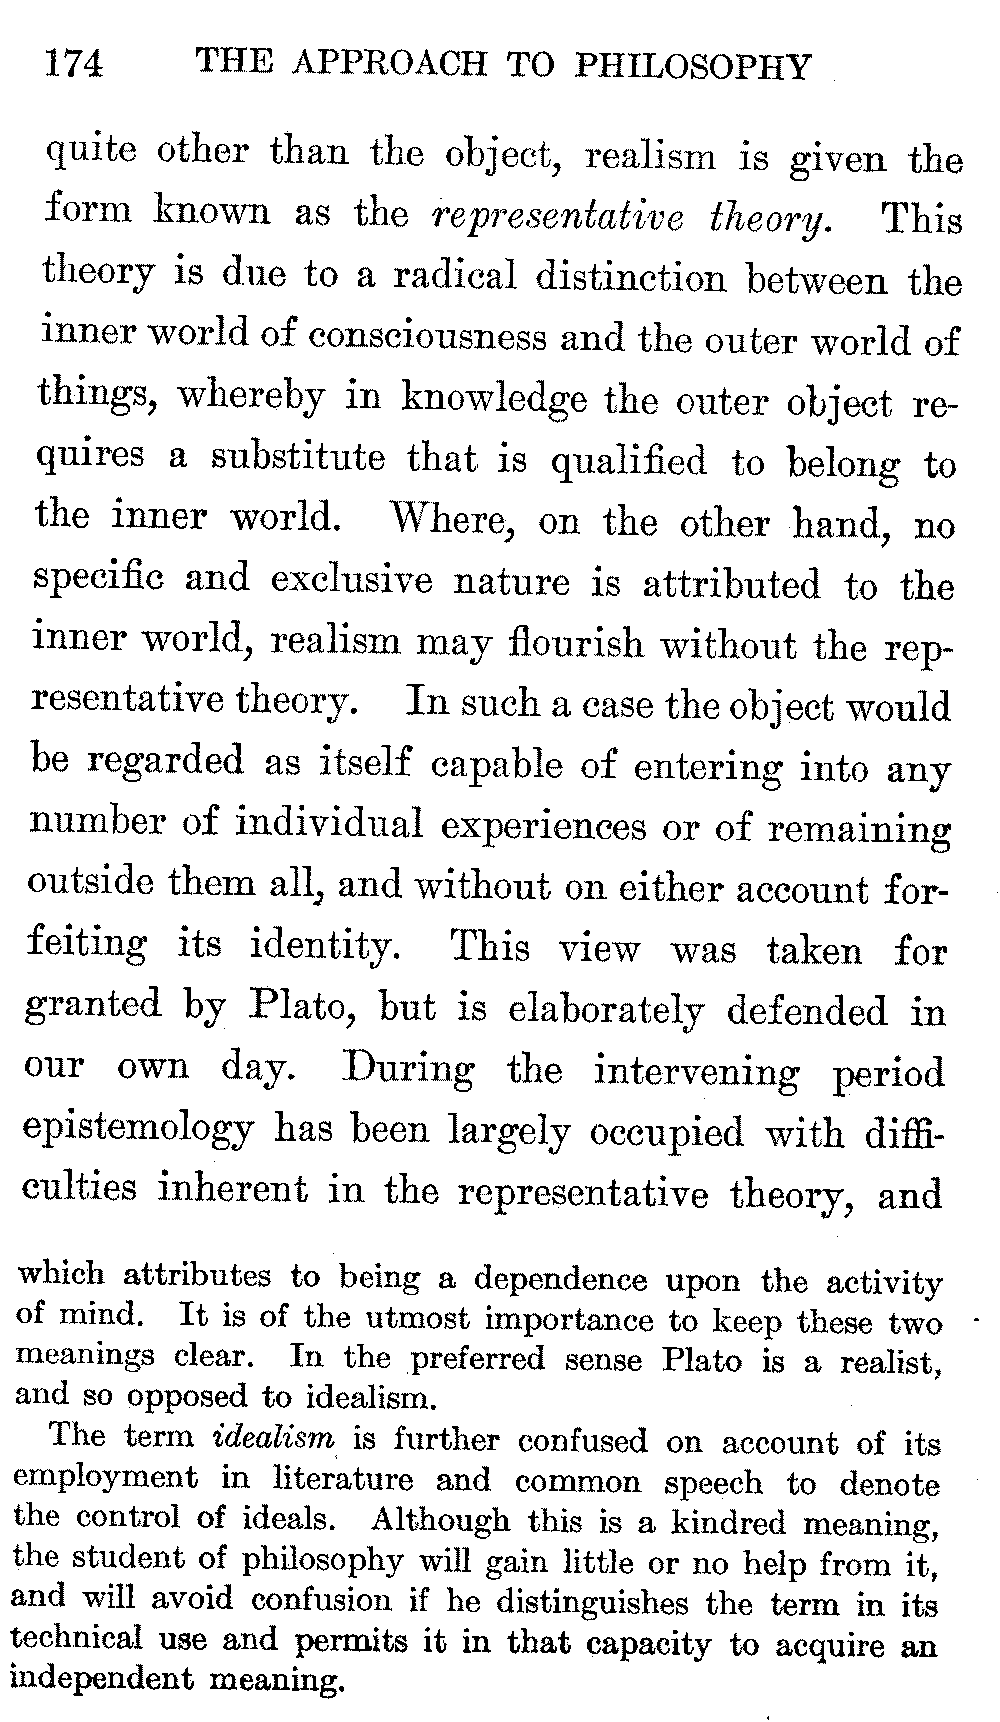 174 THE APPROACH TO PHILOSOPHY
quite other than the object, realism is given the
form known as the representative theory. This
theory is due to a radical distinction between the
inner world of consciousness and the outer world of
things, whereby in knowledge the outer object re-
quires a substitute that is qualified to belong to
the inner world. Where, on the other hand, no
specific and exclusive nature is attributed to the
inner world, realism may flourish without the rep-
resentative theory. In such a case the object would
be regarded as itself capable of entering into any
number of individual experiences or of remaining
outside them all, and without on either account for-
feiting its identity. This view was taken for
granted by Plato, but is elaborately defended in
our own day. During the intervening period
epistemology has been largely occupied with diffi-
culties inherent in the representative theory, and
which attributes to being a dependence upon the activity
of mind. It is of the utmost importance to keep these two
meanings clear. In the preferred sense Plato is a realist,
and so opposed to idealism.
The term idealism is further confused on account of its
employment in literature and common speech to denote
the control of ideals. Although this is a kindred meaning,
the student of philosophy will gain little or no help from it,
and will avoid confusion if he distinguishes the term in its
technical use and permits it in that capacity to acquire an
independent meaning.